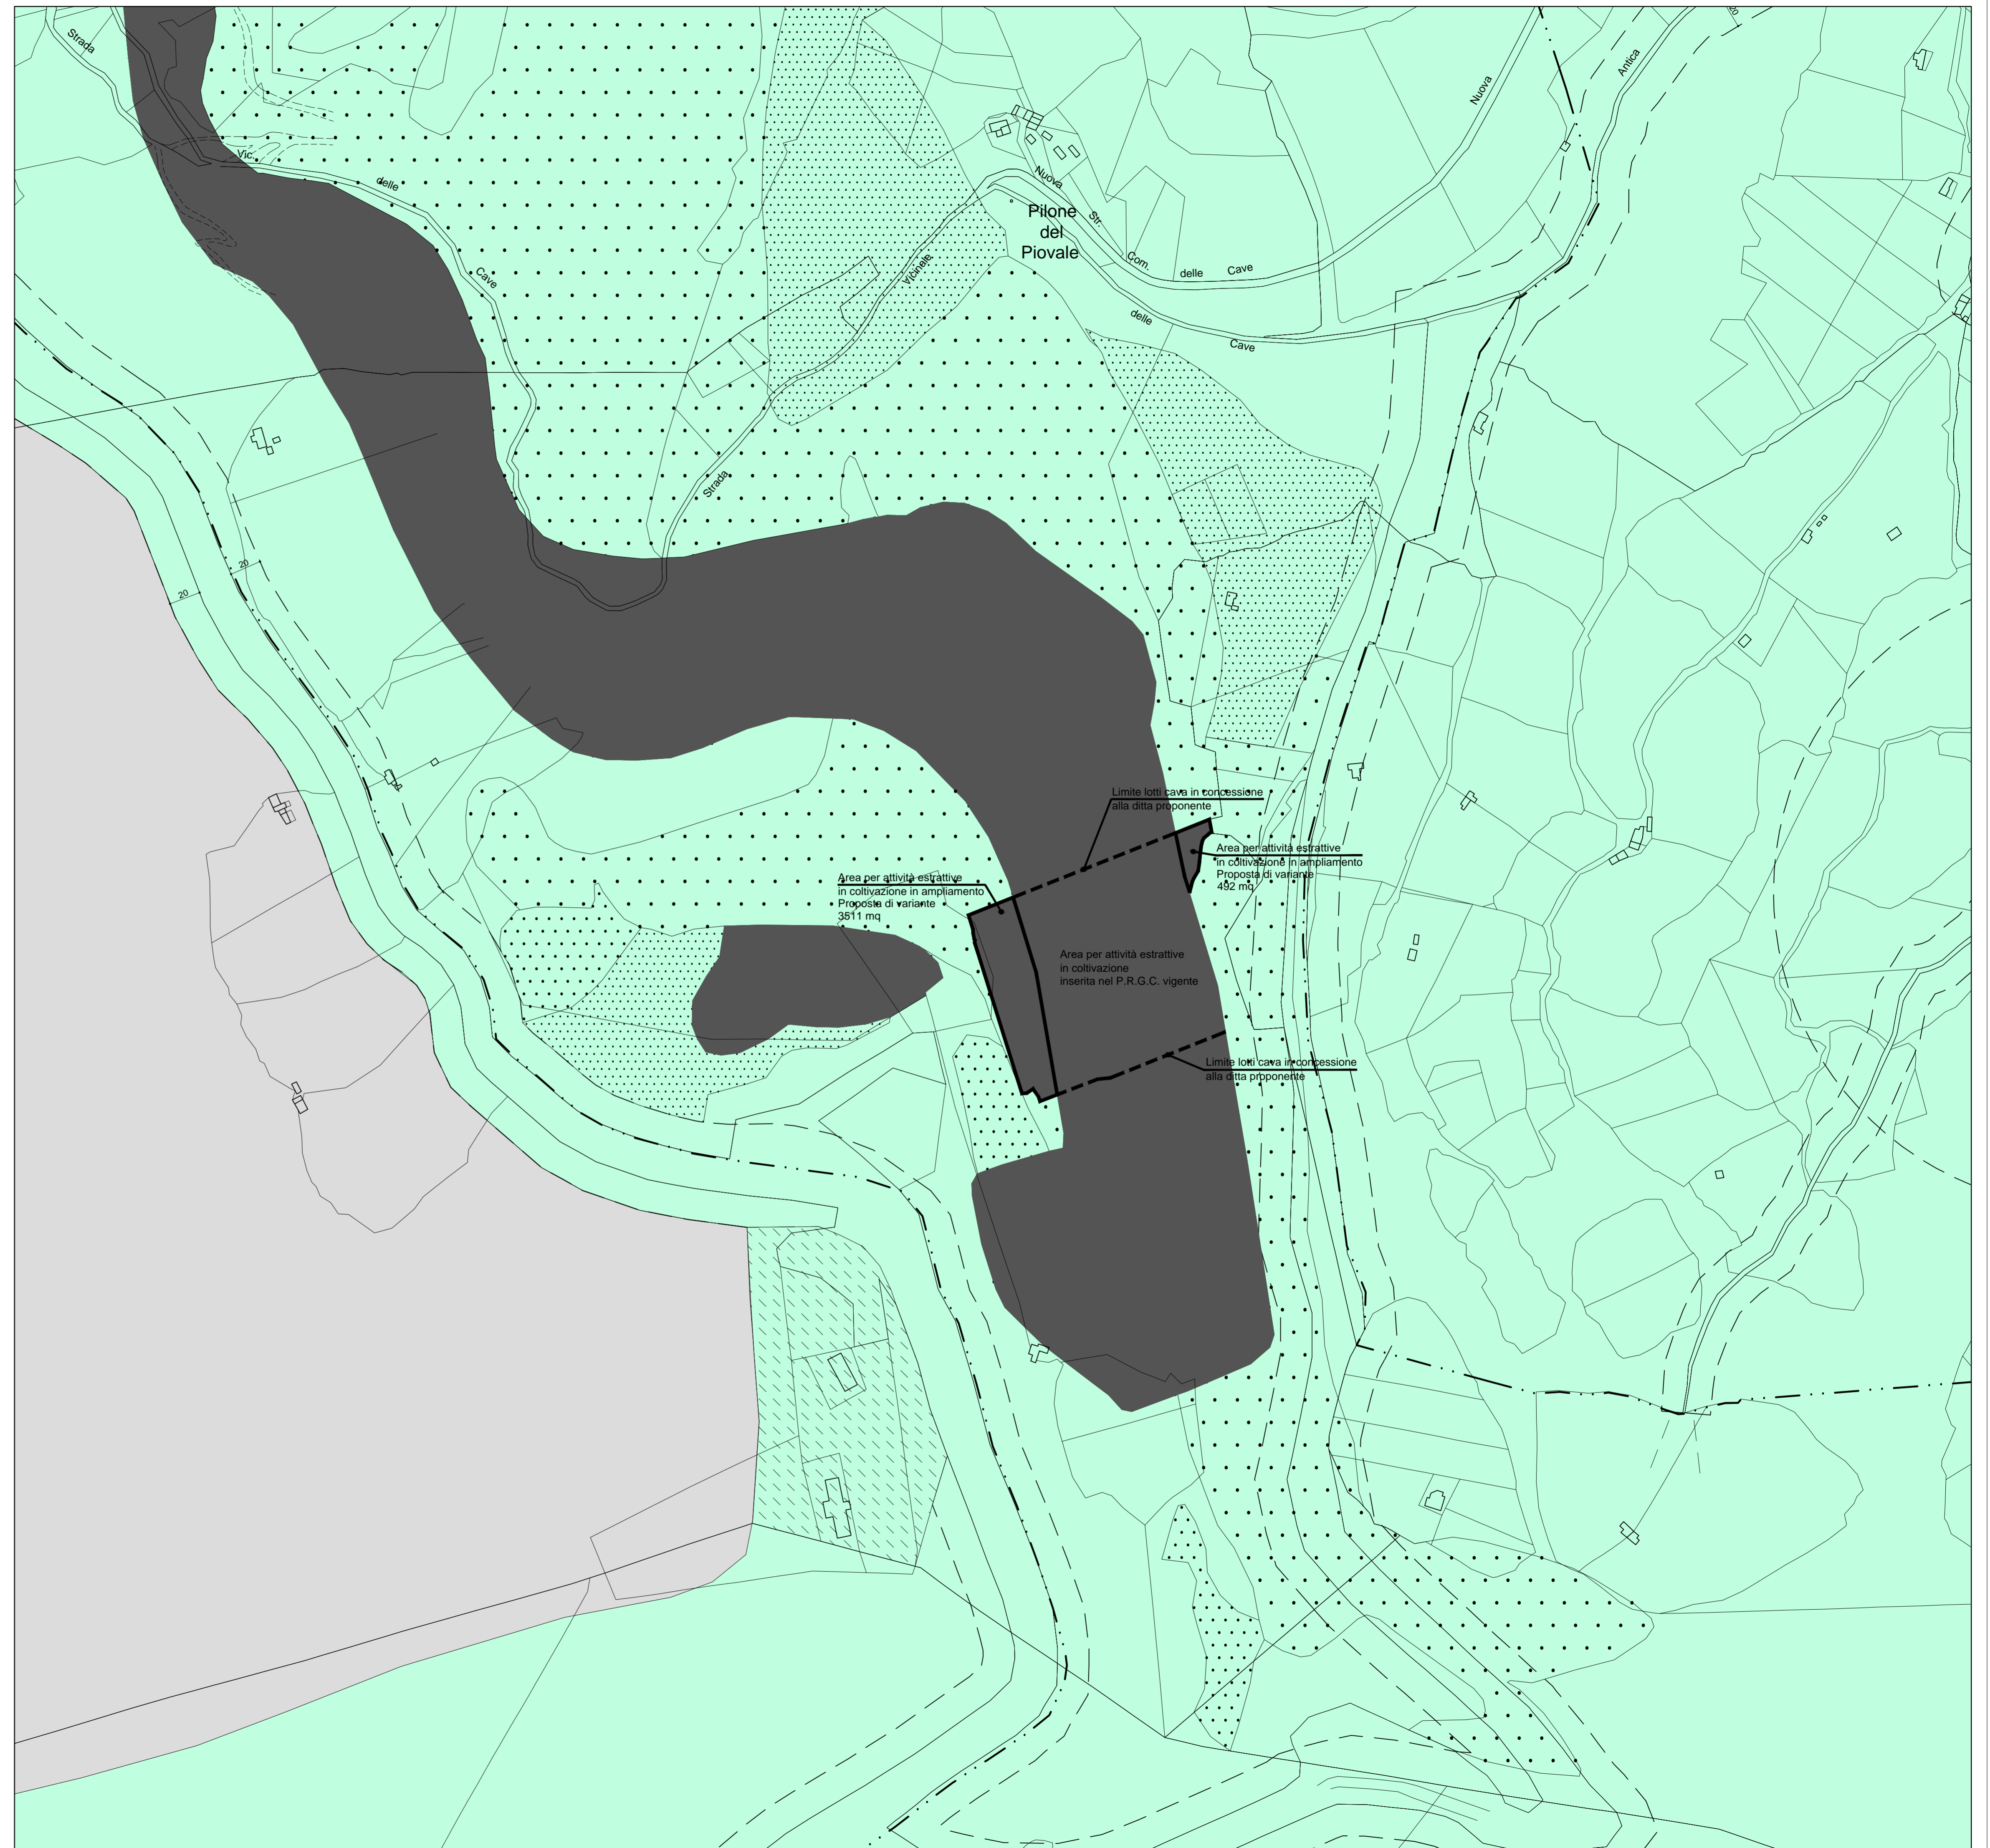 Strada
Vic.
delle
Cave
Strada
Vicinale
Nuova
Str.
Com.
delle
Cave
Nuova
Antica
20
Pilone
del
Piovale
delle
Cave
20
20
Limite lotti cava in concessione
alla ditta proponente
Area per attività estrattive
in coltivazione in ampliamento
Proposta di variante
492 mq
Area per attività estrattive
in coltivazione in ampliamento
Proposta di variante
3511 mq
Area per attività estrattive
in coltivazione
inserita nel P.R.G.C. vigente
Limite lotti cava in concessione
alla ditta proponente